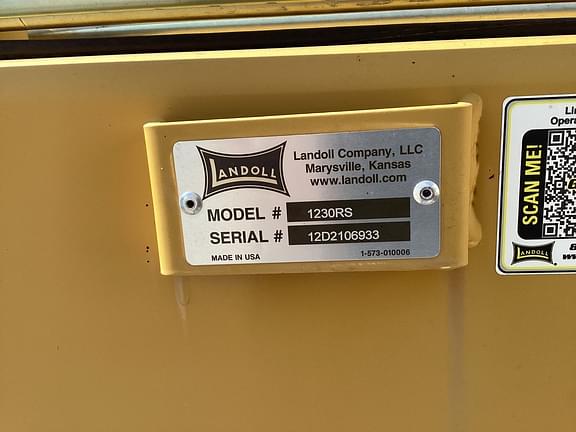 LANDOLL
Landoll Company, LLC
Marysville, Kansas
www.landoll.com
MODEL # 1230RS
SERIAL # 12D2106933
MADE IN USA 1-573-010006
SCAN ME!
LANDOLL